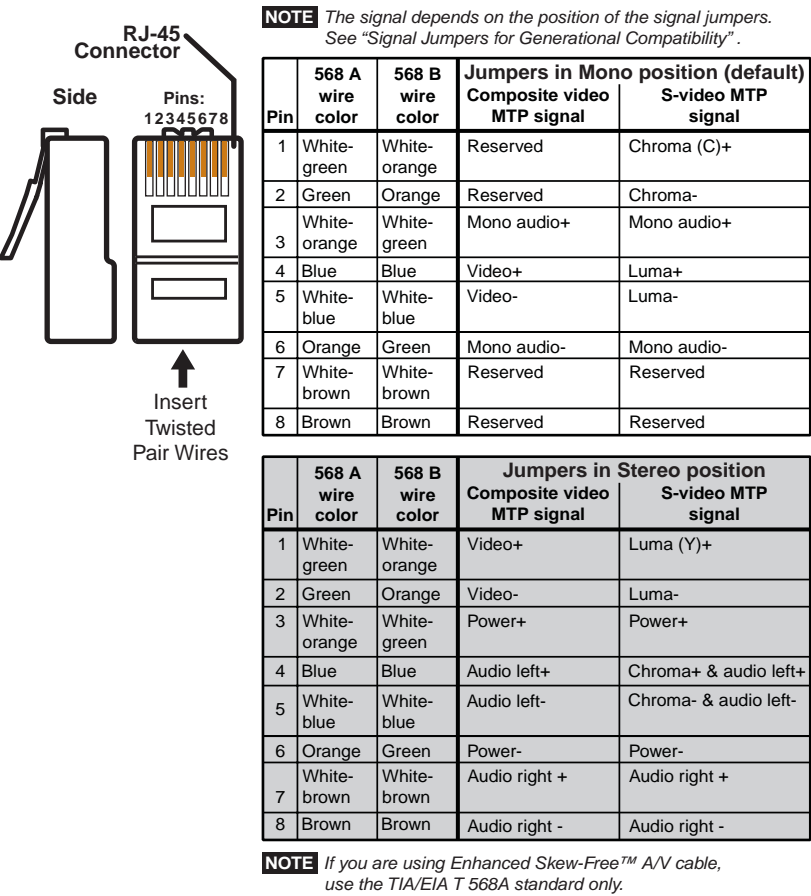 NOTE The signal depends on the position of the signal jumpers.
See “Signal Jumpers for Generational Compatibility” .
RJ-45
Connector
Side
Pins:
12345678
Insert
Twisted
Pair Wires
568 A 568 B Jumpers in Mono position (default)
wire wire Composite video S-video MTP
Pin color color MTP signal signal
1 White- White- Reserved Chroma (C)+
green orange
2 Green Orange Reserved Chroma-
White- White- Mono audio+ Mono audio+
3 orange green
4 Blue Blue Video+ Luma+
5 White- White- Video- Luma-
blue blue
6 Orange Green Mono audio- Mono audio-
7 White- White- Reserved Reserved
brown brown
8 Brown Brown Reserved Reserved
568 A 568 B Jumpers in Stereo position
wire wire Composite video S-video MTP
Pin color color MTP signal signal
1 White- White- Video+ Luma (Y)+
green orange
2 Green Orange Video- Luma-
3 White- White- Power+ Power+
orange green
4 Blue Blue Audio left+ Chroma+ & audio left+
5 White- White- Audio left- Chroma- & audio left-
blue blue
6 Orange Green Power- Power-
White- White- Audio right + Audio right +
7 brown brown
8 Brown Brown Audio right - Audio right -
NOTE If you are using Enhanced Skew-Free™ A/V cable,
use the TIA/EIA T 568A standard only.